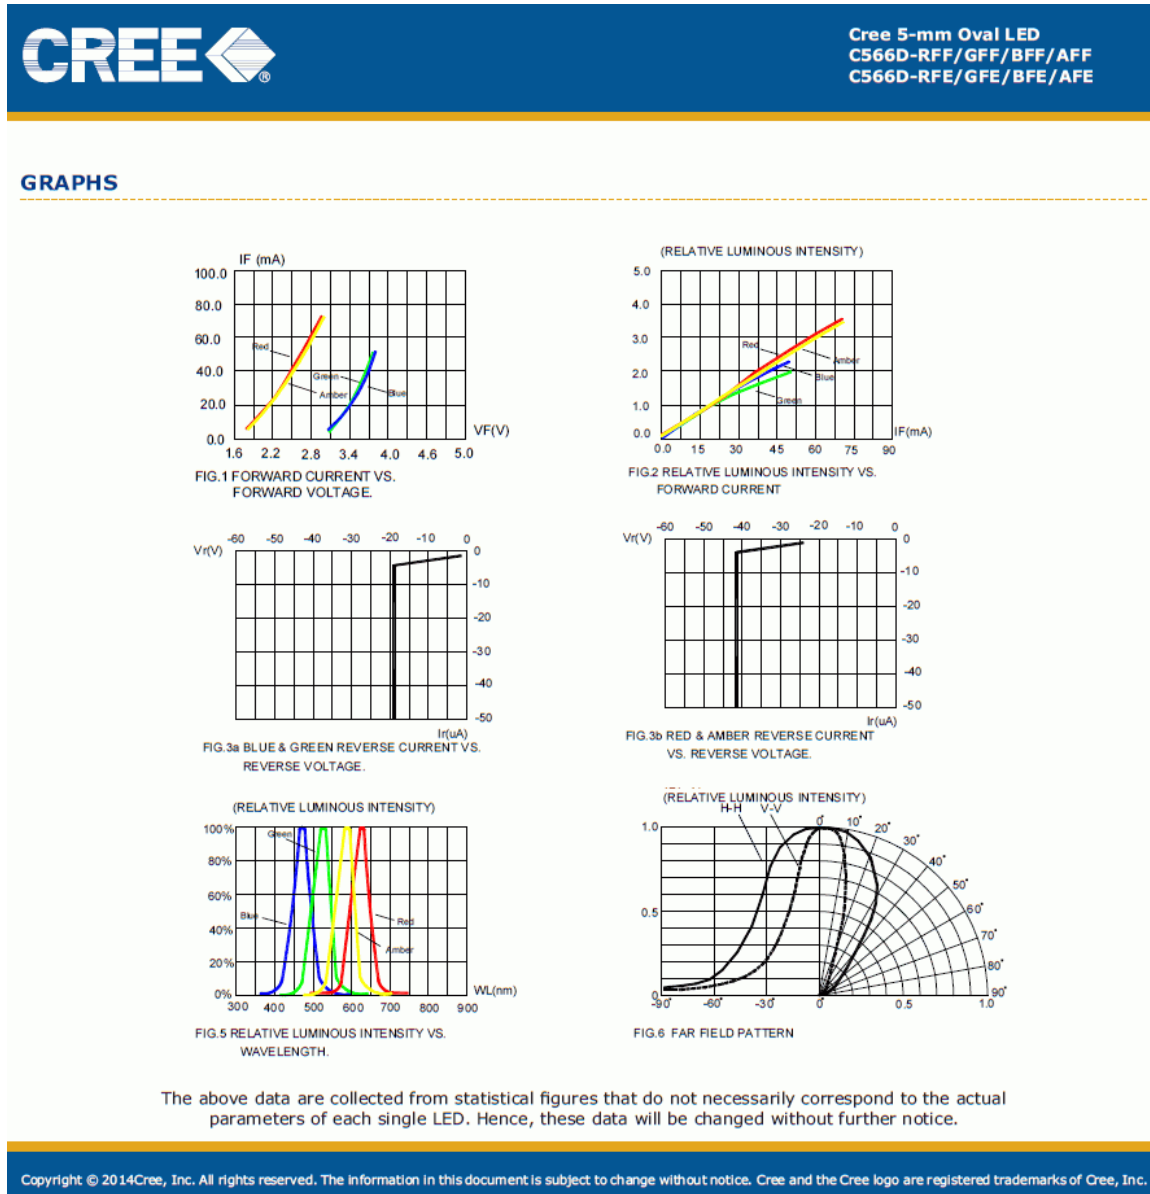 CREE®
Cree 5-mm Oval LED
C566D-RFF/GFF/BFF/AFF
C566D-RFE/GFE/BFE/AFE
GRAPHS
IF (mA)
100.0
80.0
60.0
40.0
20.0
0.0
Red
Green
Amber
Blue
VF(V)
1.6 2.2 2.8 3.4 4.0 4.6 5.0
FIG.1 FORWARD CURRENT VS.
FORWARD VOLTAGE.
(RELATIVE LUMINOUS INTENSITY)
5.0
4.0
3.0
2.0
1.0
0.0
Red
Amber
Blue
Green
IF(mA)
0.0 15 30 45 60 75 90
FIG.2 RELATIVE LUMINOUS INTENSITY VS.
FORWARD CURRENT
Vr(V) -60 -50 -40 -30 -20 -10 0
0
-10
-20
-30
-40
-50
Ir(uA)
FIG.3a BLUE & GREEN REVERSE CURRENT VS.
REVERSE VOLTAGE.
Vr(V) -60 -50 -40 -30 -20 -10 0
0
-10
-20
-30
-40
-50
Ir(uA)
FIG.3b RED & AMBER REVERSE CURRENT
VS. REVERSE VOLTAGE.
(RELATIVE LUMINOUS INTENSITY)
100%
80%
60%
40%
20%
0%
Green
Blue
Red
Amber
WL(nm)
300 400 500 600 700 800 900
FIG.5 RELATIVE LUMINOUS INTENSITY VS.
WAVELENGTH.
(RELATIVE LUMINOUS INTENSITY)
H-H V-V
1.0
0.5
0
0° 10° 20° 30° 40° 50° 60° 70° 80° 90°
-90° -60° -30° 0° 0.5 1.0
FIG.6 FAR FIELD PATTERN
The above data are collected from statistical figures that do not necessarily correspond to the actual
parameters of each single LED. Hence, these data will be changed without further notice.
Copyright © 2014Cree, Inc. All rights reserved. The information in this document is subject to change without notice. Cree and the Cree logo are registered trademarks of Cree, Inc.